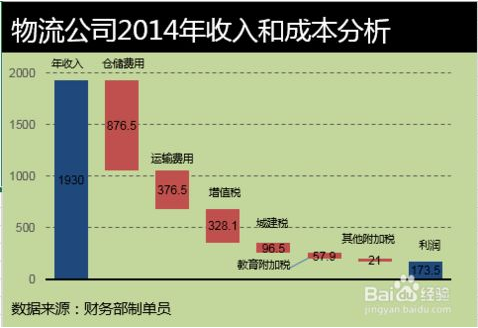 物流公司2014年收入和成本分析
2000
1500
1000
500
0
年收入
1930
仓储费用
876.5
运输费用
376.5
增值税
328.1
城建税
96.5
教育附加税
57.9
其他附加税
21
利润
173.5
数据来源：财务部制单员
Baidu经验
jingyan.baidu.com